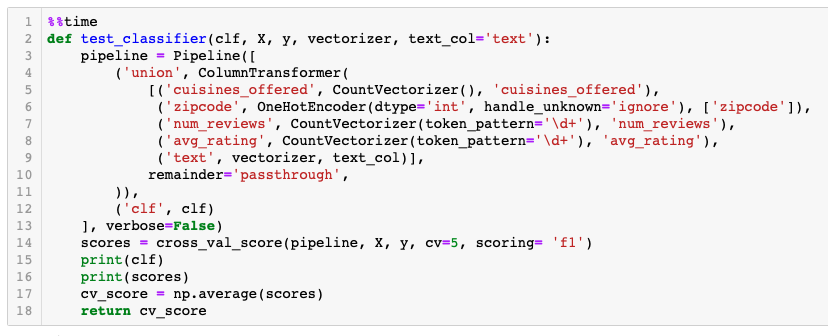 1 %%time
2 def test_classifier(clf, X, y, vectorizer, text_col='text'):
3     pipeline = Pipeline([
4         ('union', ColumnTransformer(
5             [('cuisines_offered', CountVectorizer(), 'cuisines_offered'),
6              ('zipcode', OneHotEncoder(dtype='int', handle_unknown='ignore'), ['zipcode']),
7              ('num_reviews', CountVectorizer(token_pattern='\d+'), 'num_reviews'),
8              ('avg_rating', CountVectorizer(token_pattern='\d+'), 'avg_rating'),
9              ('text', vectorizer, text_col)],
10             remainder='passthrough',
11         )),
12         ('clf', clf)
13     ], verbose=False)
14     scores = cross_val_score(pipeline, X, y, cv=5, scoring= 'f1')
15     print(clf)
16     print(scores)
17     cv_score = np.average(scores)
18     return cv_score